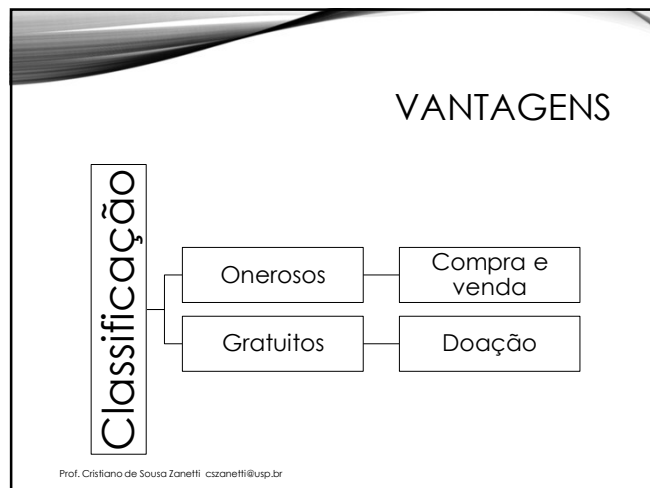 VANTAGENS
Classificação
Onerosos
Compra e
venda
Gratuitos
Doação
Prof. Cristiano de Sousa Zanetti cszanetti@usp.br